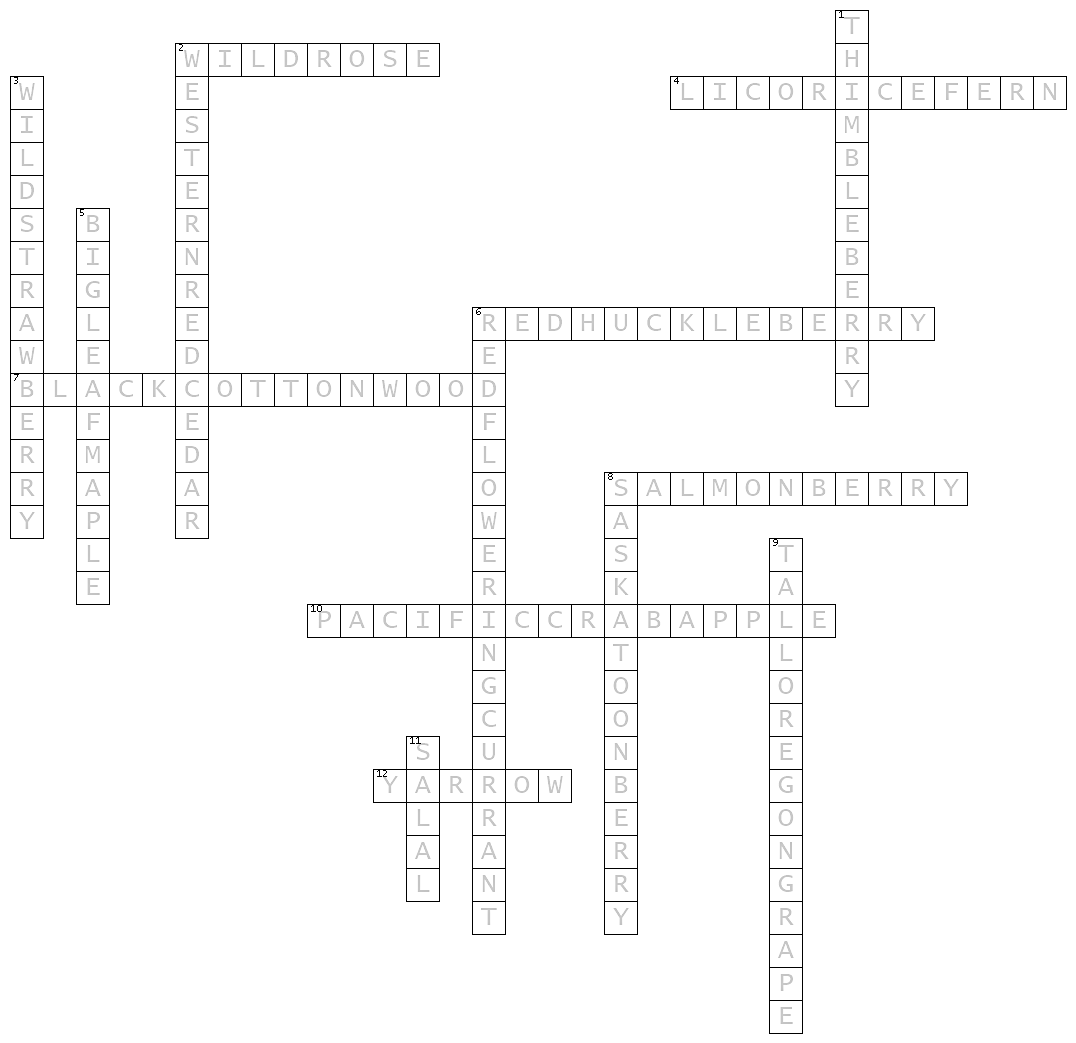 1 THIMBLEBERRY
2 WILDROSE
2 WESTERNREDCEDAR
3 WILDSTRAWBERRY
4 LICORICEFERN
5 BIGLEAFMAPLE
6 REDHUCKLEBERRY
6 REDFLOWERINGCURRANT
7 BLACKCOTTONWOOD
8 SALMONBERRY
8 SASKATOONBERRY
9 TALLOREGONGRAPE
10 PACIFICCRABAPPLE
11 SALAL
12 YARROW